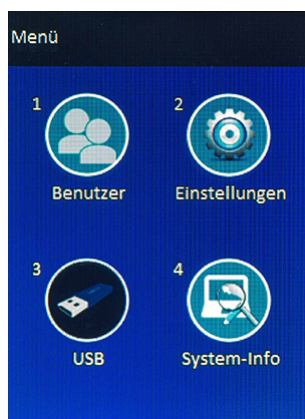 Menü
1
2
Benutzer
Einstellungen
3
4
USB
System-Info